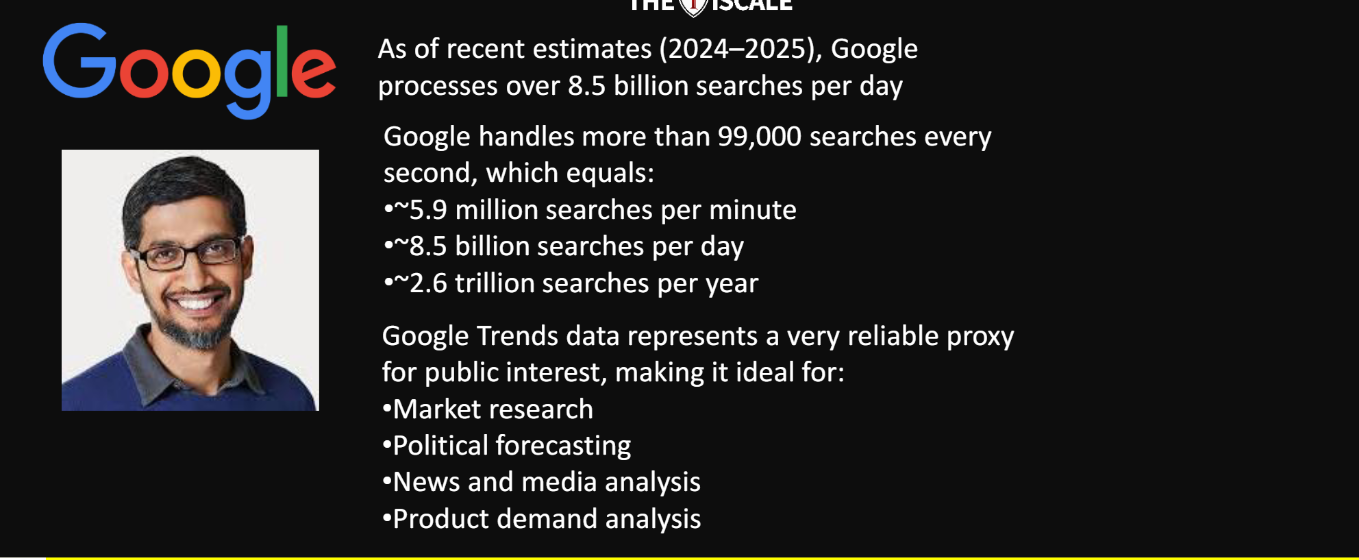 THE ISCALE
Google
As of recent estimates (2024–2025), Google
processes over 8.5 billion searches per day
Google handles more than 99,000 searches every
second, which equals:
•~5.9 million searches per minute
•~8.5 billion searches per day
•~2.6 trillion searches per year
Google Trends data represents a very reliable proxy
for public interest, making it ideal for:
•Market research
•Political forecasting
•News and media analysis
•Product demand analysis